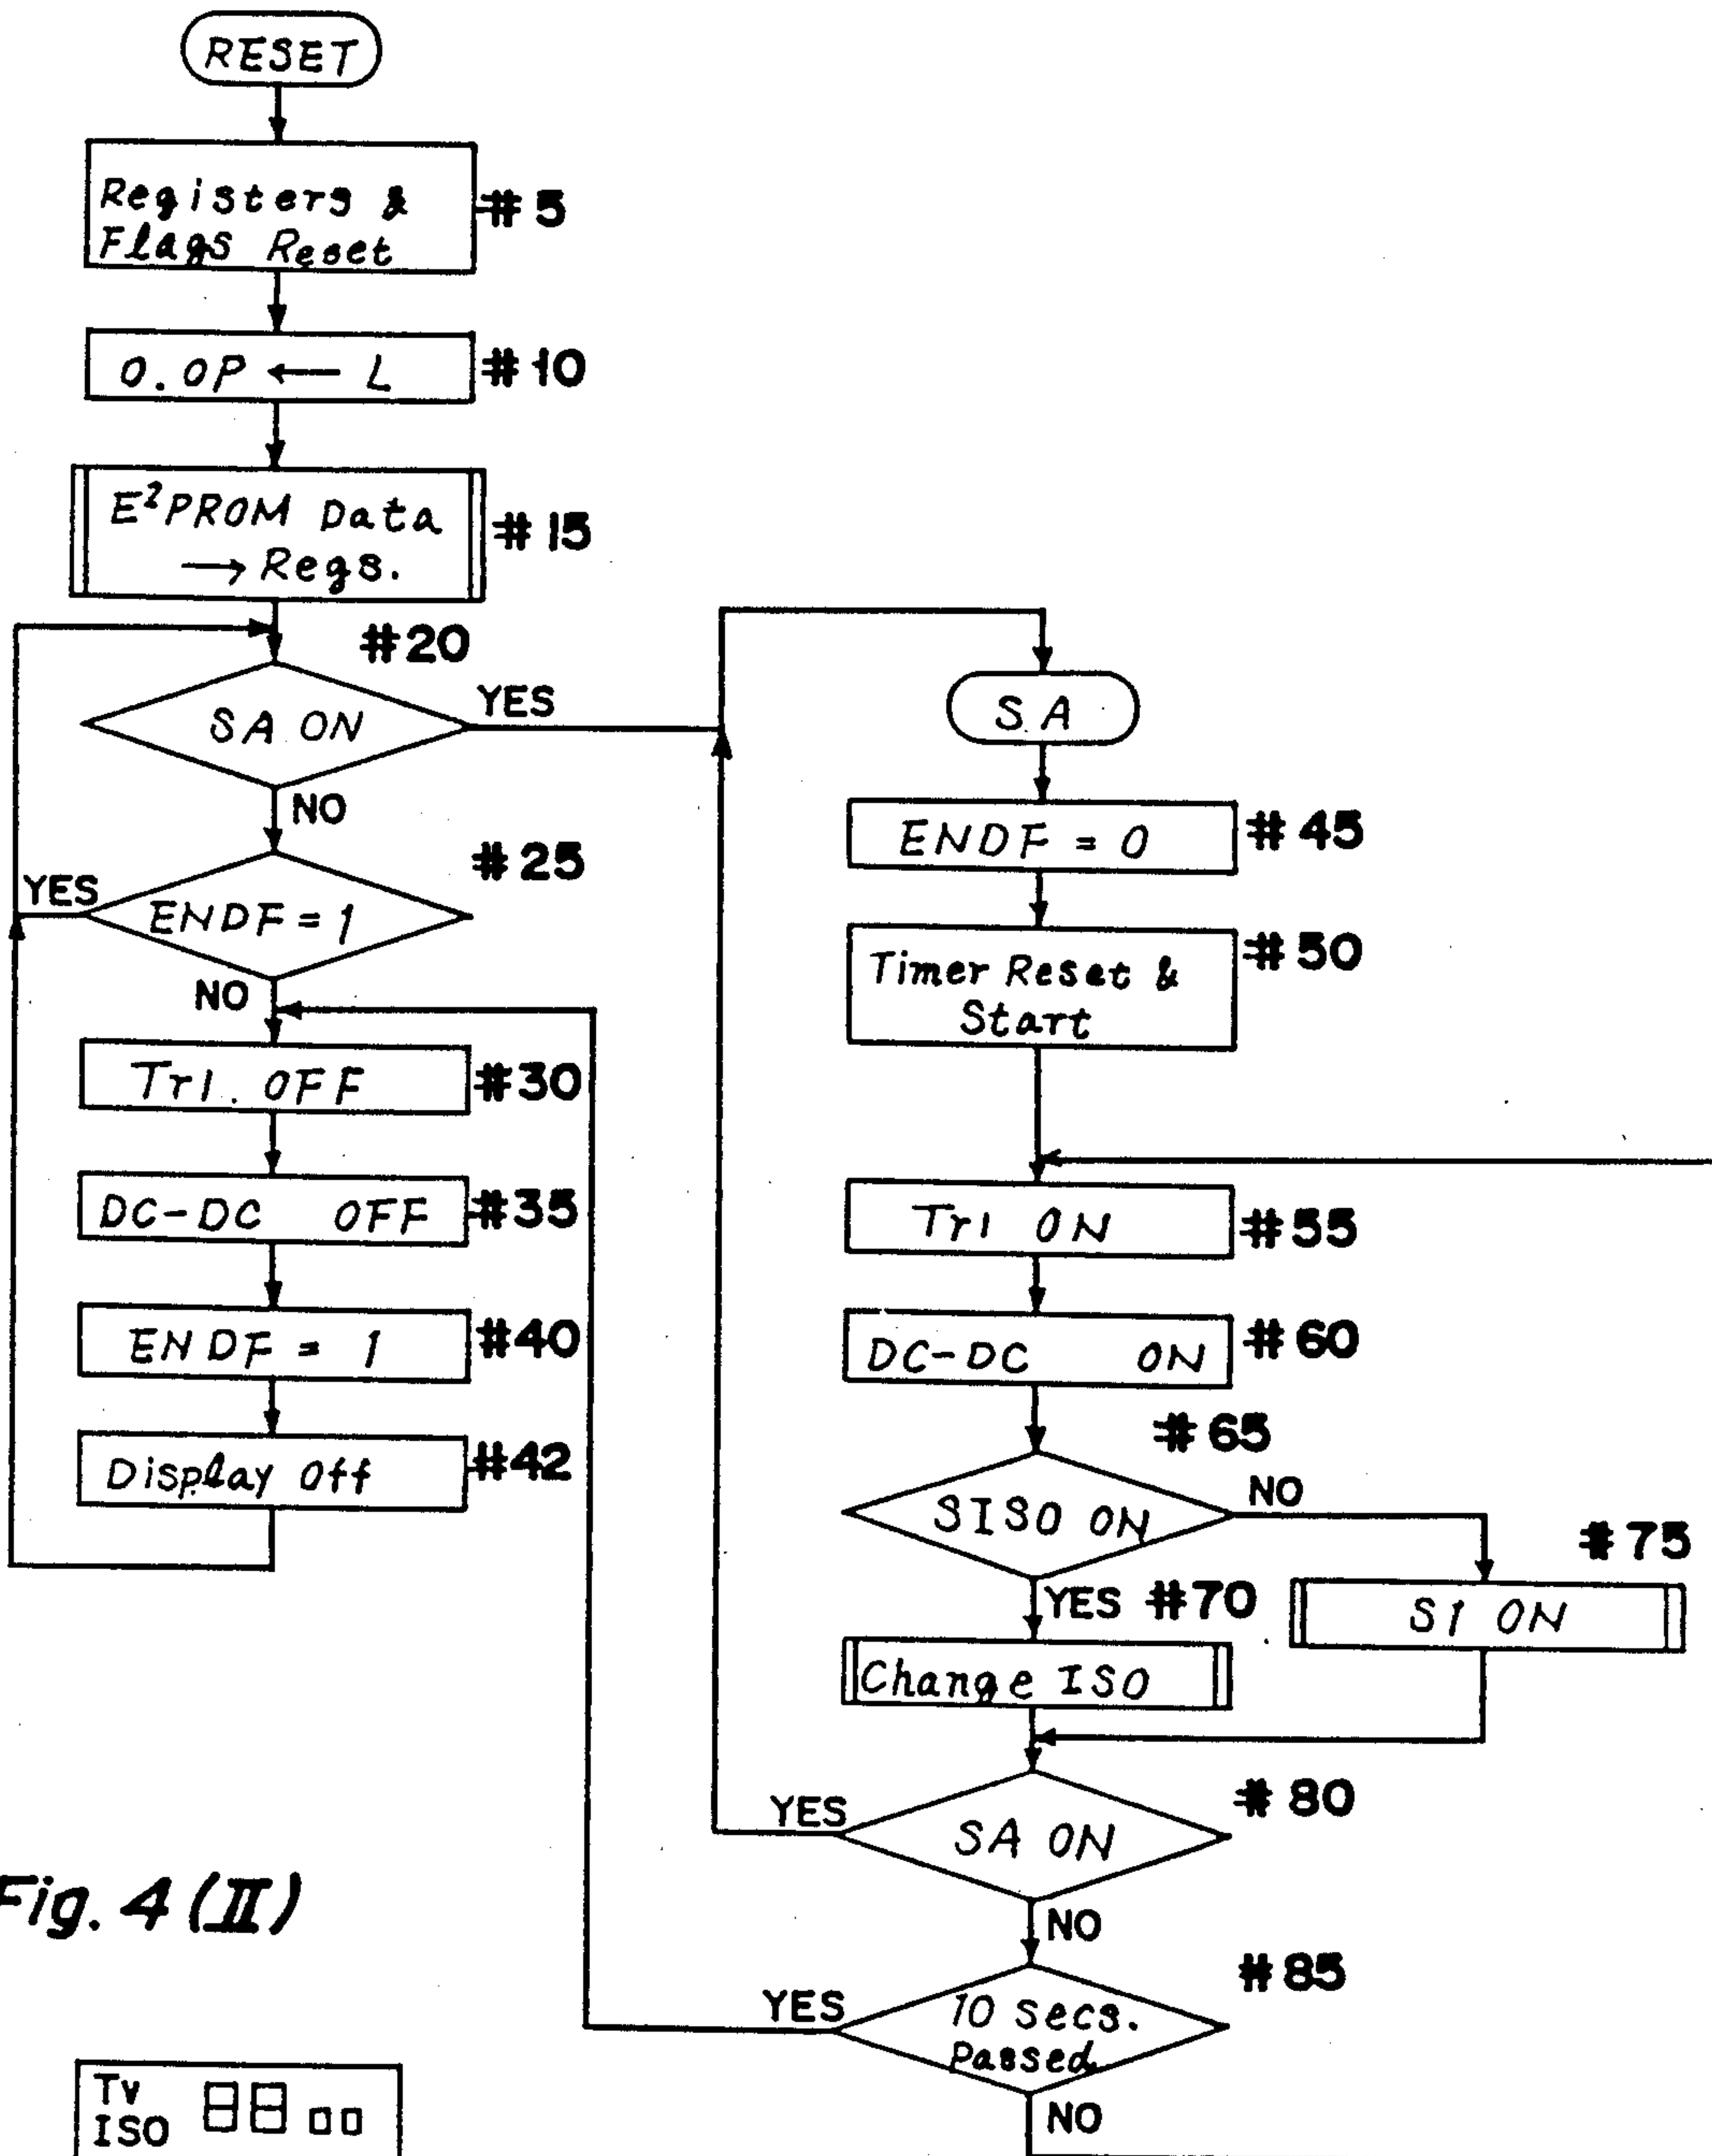 RESET
Registers &
Flags Reset
#5
O.OP ← L
#10
E²PROM Data
→ Regs.
#15
#20
SA ON
YES
NO
#25
YES
ENDF = 1
NO
Tr1. OFF
#30
DC-DC OFF
#35
ENDF = 1
#40
Display Off
#42
SA
ENDF = 0
#45
Timer Reset &
Start
#50
Tr1 ON
#55
DC-DC ON
#60
#65
SISO ON
NO
YES
#70
Change ISO
#75
S1 ON
#80
YES
SA ON
NO
#85
YES
10 secs.
Passed
NO
Fig. 4 (II)
Tv
ISO